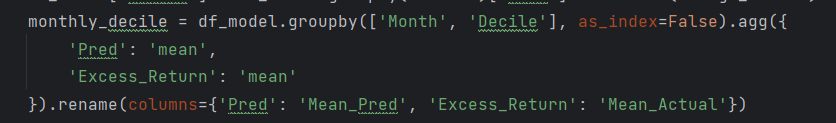 monthly_decile = df_model.groupby(['Month', 'Decile'], as_index=False).agg({
    'Pred': 'mean',
    'Excess_Return': 'mean'
}).rename(columns={'Pred': 'Mean_Pred', 'Excess_Return': 'Mean_Actual'})